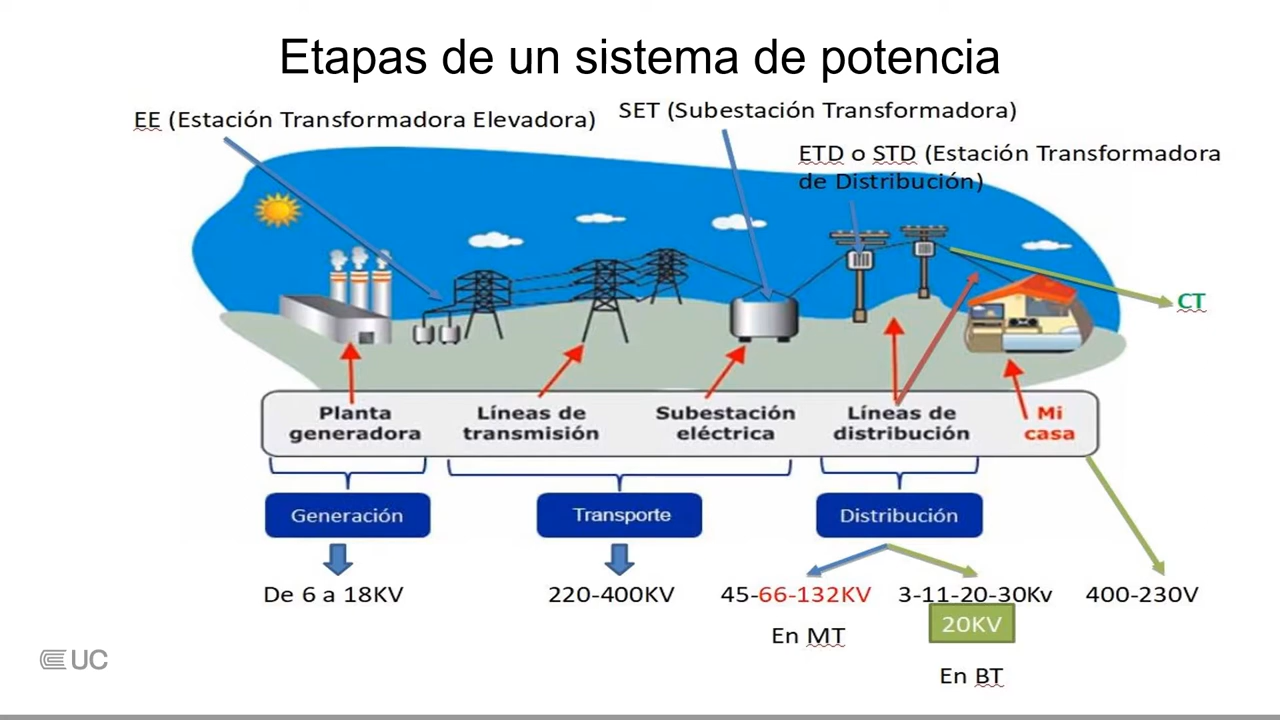 Etapas de un sistema de potencia
EE (Estación Transformadora Elevadora)
SET (Subestación Transformadora)
ETD o STD (Estación Transformadora
de Distribución)
CT
Planta
generadora
Líneas de
transmisión
Subestación
eléctrica
Líneas de
distribución
Mi
casa
Generación
Transporte
Distribución
De 6 a 18KV
220-400KV
45-66-132KV
3-11-20-30Kv
400-230V
20KV
En MT
En BT
UC